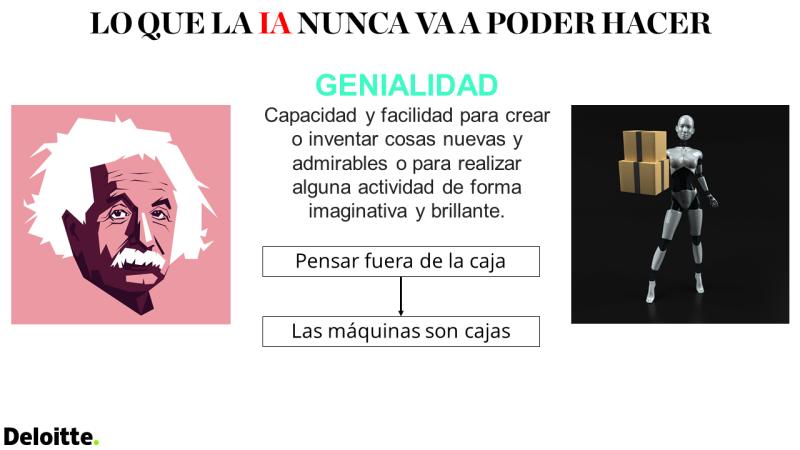 LO QUE LA IA NUNCA VA A PODER HACER
GENIALIDAD
Capacidad y facilidad para crear
o inventar cosas nuevas y
admirables o para realizar
alguna actividad de forma
imaginativa y brillante.
Pensar fuera de la caja
Las máquinas son cajas
Deloitte.